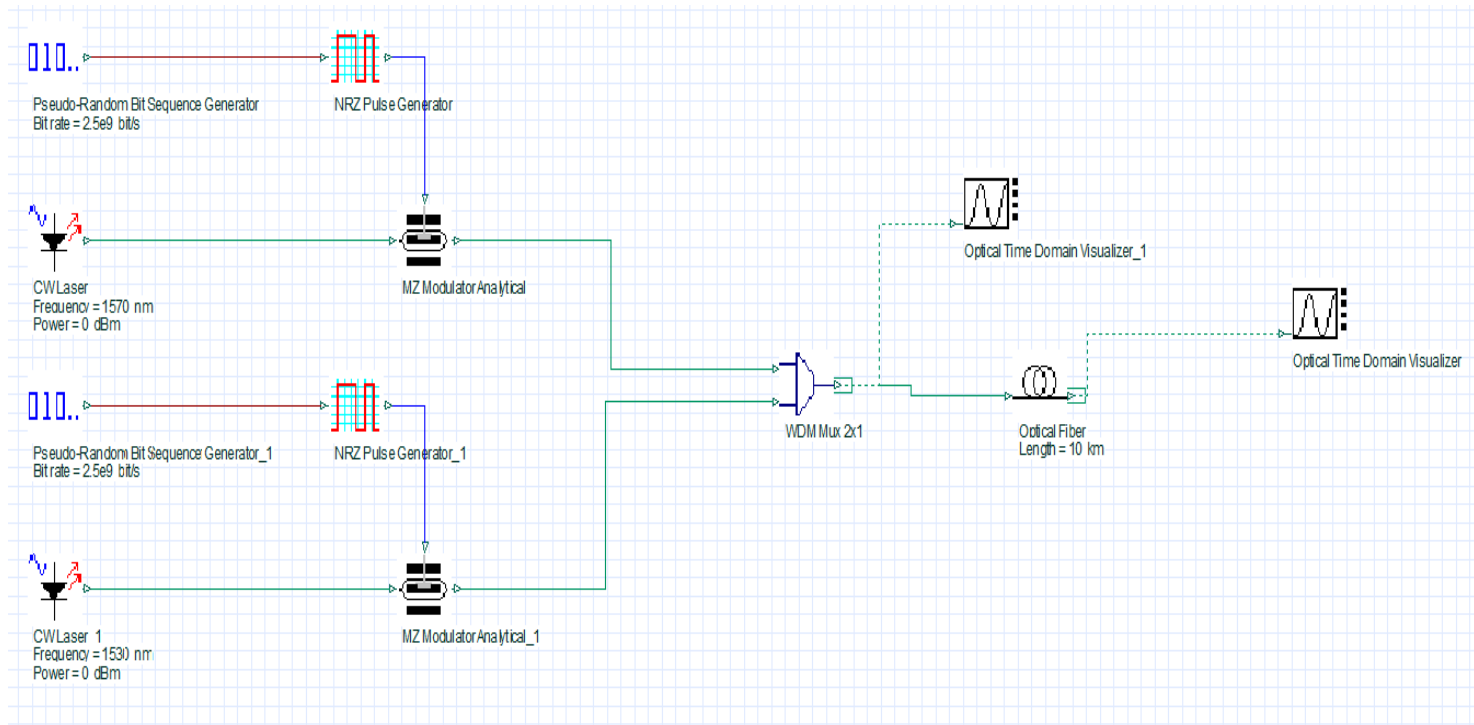 010..
Pseudo-Random Bit Sequence Generator
Bit rate = 2.5e9 bit/s
NRZ Pulse Generator
CW Laser
Frequency = 1570 nm
Power = 0 dBm
MZ Modulator Analytical
Optical Time Domain Visualizer_1
Optical Time Domain Visualizer
010..
Pseudo-Random Bit Sequence Generator_1
Bit rate = 2.5e9 bit/s
NRZ Pulse Generator_1
WDM Mux 2x1
Optical Fiber
Length = 10 km
CW Laser_1
Frequency = 1530 nm
Power = 0 dBm
MZ Modulator Analytical_1